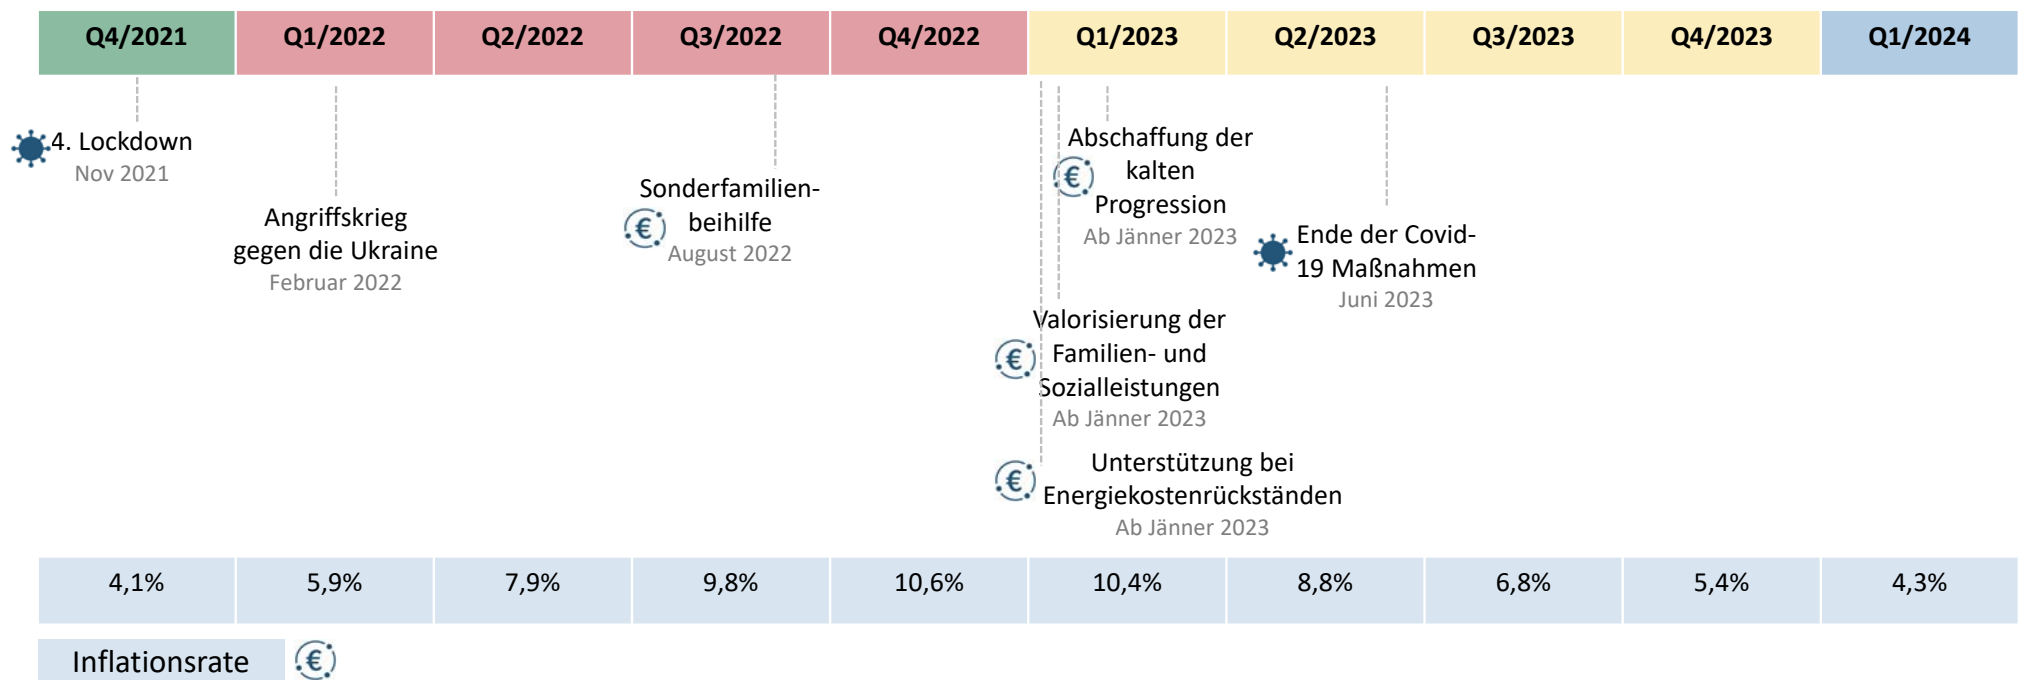 Q4/2021 Q1/2022 Q2/2022 Q3/2022 Q4/2022 Q1/2023 Q2/2023 Q3/2023 Q4/2023 Q1/2024
4. Lockdown
Nov 2021
Angriffskrieg
gegen die Ukraine
Februar 2022
Sonderfamilien-
beihilfe
August 2022
Abschaffung der
kalten
Progression
Ab Jänner 2023
Valorisierung der
Familien- und
Sozialleistungen
Ab Jänner 2023
Unterstützung bei
Energiekostenrückständen
Ab Jänner 2023
Ende der Covid-
19 Maßnahmen
Juni 2023
4,1% 5,9% 7,9% 9,8% 10,6% 10,4% 8,8% 6,8% 5,4% 4,3%
Inflationsrate €